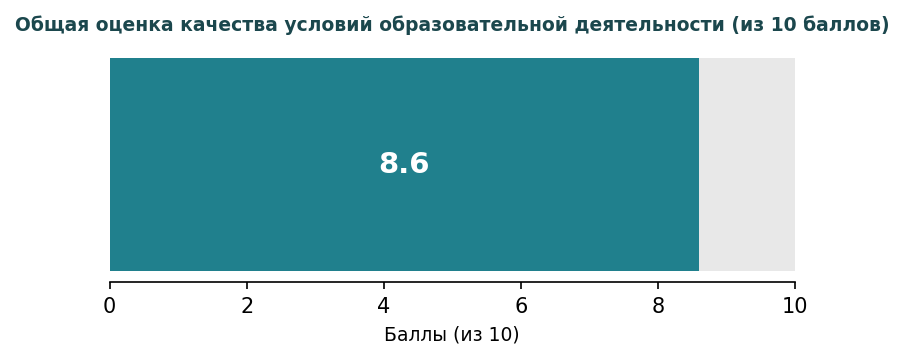 Общая оценка качества условий образовательной деятельности (из 10 баллов)
8.6
0 2 4 6 8 10
Баллы (из 10)